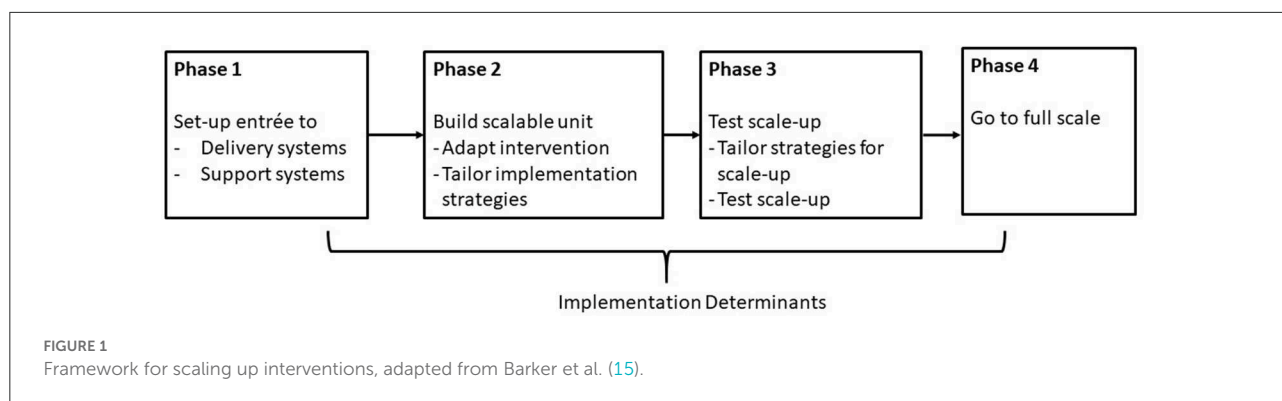 Phase 1
Set-up entrée to
- Delivery systems
- Support systems
Phase 2
Build scalable unit
- Adapt intervention
- Tailor implementation
strategies
Phase 3
Test scale-up
- Tailor strategies for
scale-up
- Test scale-up
Phase 4
Go to full scale
Implementation Determinants
FIGURE 1
Framework for scaling up interventions, adapted from Barker et al. (15).